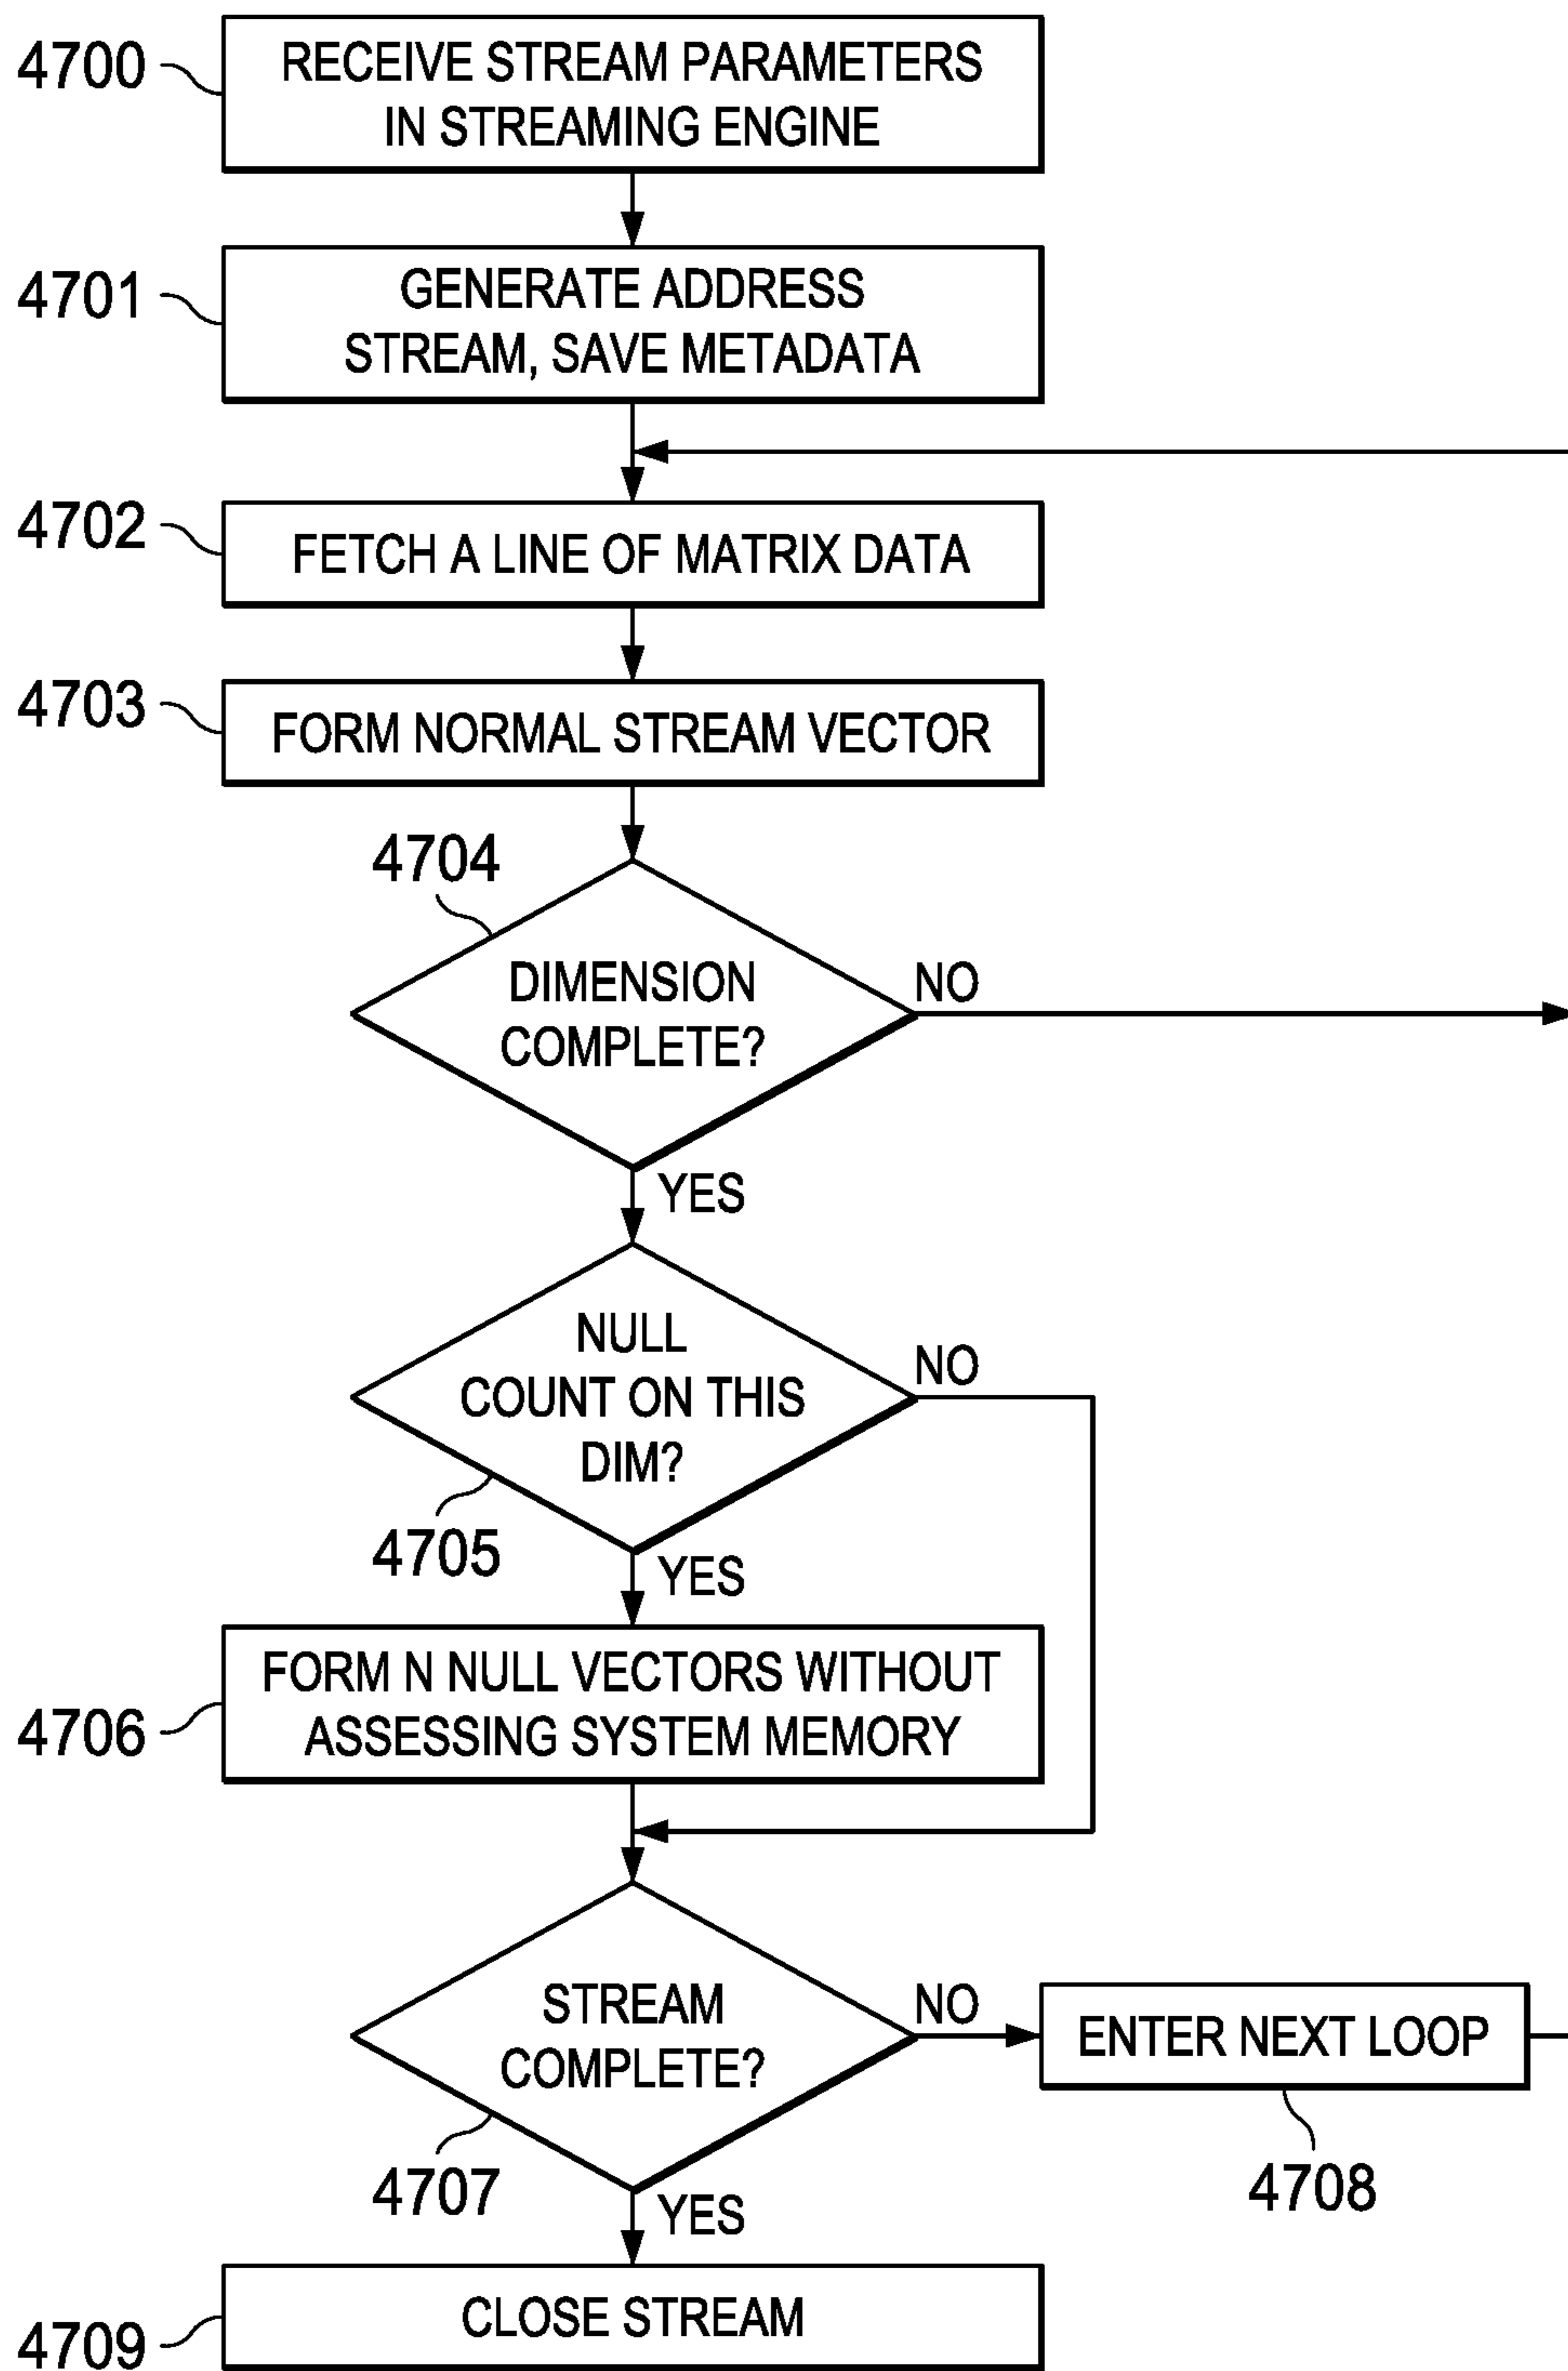 4700
RECEIVE STREAM PARAMETERS
IN STREAMING ENGINE
4701
GENERATE ADDRESS
STREAM, SAVE METADATA
4702
FETCH A LINE OF MATRIX DATA
4703
FORM NORMAL STREAM VECTOR
4704
DIMENSION
COMPLETE?
NO
YES
NULL
COUNT ON THIS
DIM?
NO
4705
YES
FORM N NULL VECTORS WITHOUT
ASSESSING SYSTEM MEMORY
4706
STREAM
COMPLETE?
NO
ENTER NEXT LOOP
4707
4708
YES
CLOSE STREAM
4709